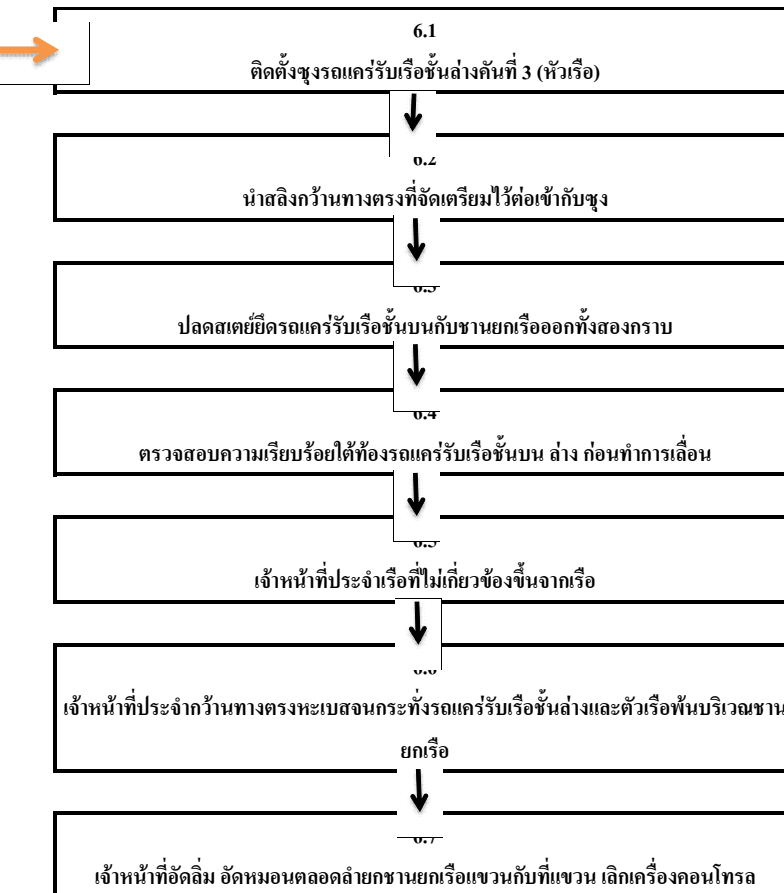 6.1
ติดตั้งซุงรถแคร่รับเรือชั้นล่างคันที่ 3 (หัวเรือ)
6.2
นำสลิงกว้านทางตรงที่จัดเตรียมไว้ต่อเข้ากับซุง
6.3
ปลดสเตย์ยึดรถแคร่รับเรือชั้นบนกับชานยกเรือออกทั้งสองกราบ
6.4
ตรวจสอบความเรียบร้อยใต้ท้องรถแคร่รับเรือชั้นบน ล่าง ก่อนทำการเลื่อน
6.5
เจ้าหน้าที่ประจำเรือที่ไม่เกี่ยวข้องขึ้นจากเรือ
6.6
เจ้าหน้าที่ประจำกว้านทางตรงหะเบสจนกระทั่งรถแคร่รับเรือชั้นล่างและตัวเรือพ้นบริเวณชาน
ยกเรือ
6.7
เจ้าหน้าที่อัดลิ่ม อัดหมอนตลอดลำยกชานยกเรือแขวนกับที่แขวน เลิกเครื่องคอนโทรล